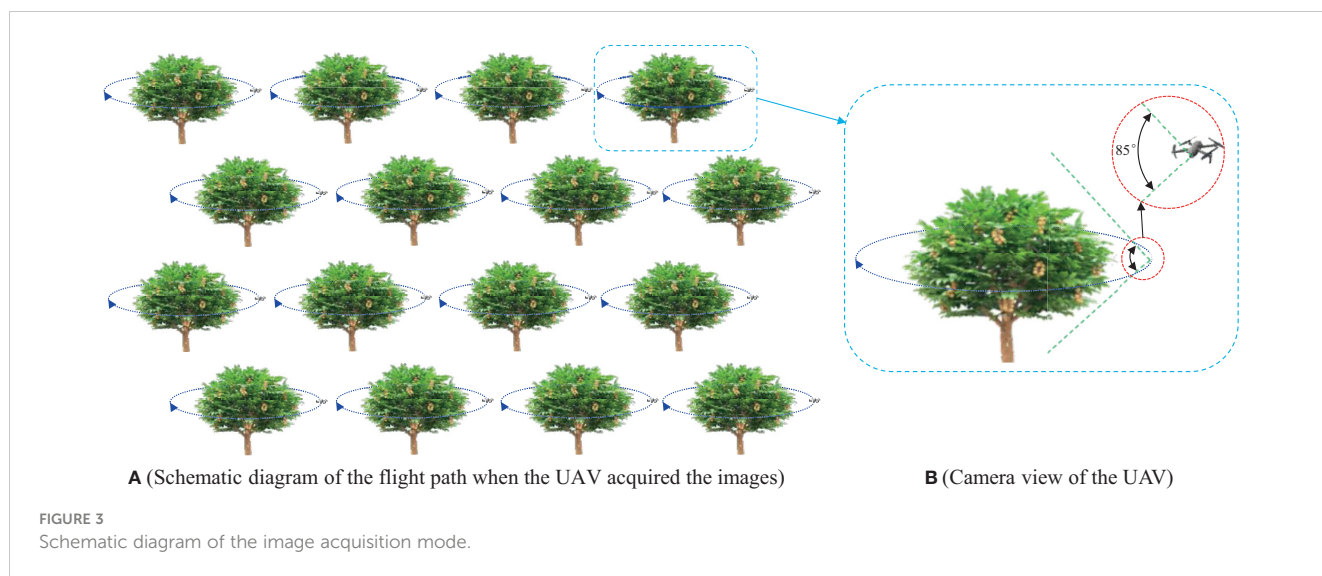 85°
A (Schematic diagram of the flight path when the UAV acquired the images)
B (Camera view of the UAV)
FIGURE 3
Schematic diagram of the image acquisition mode.